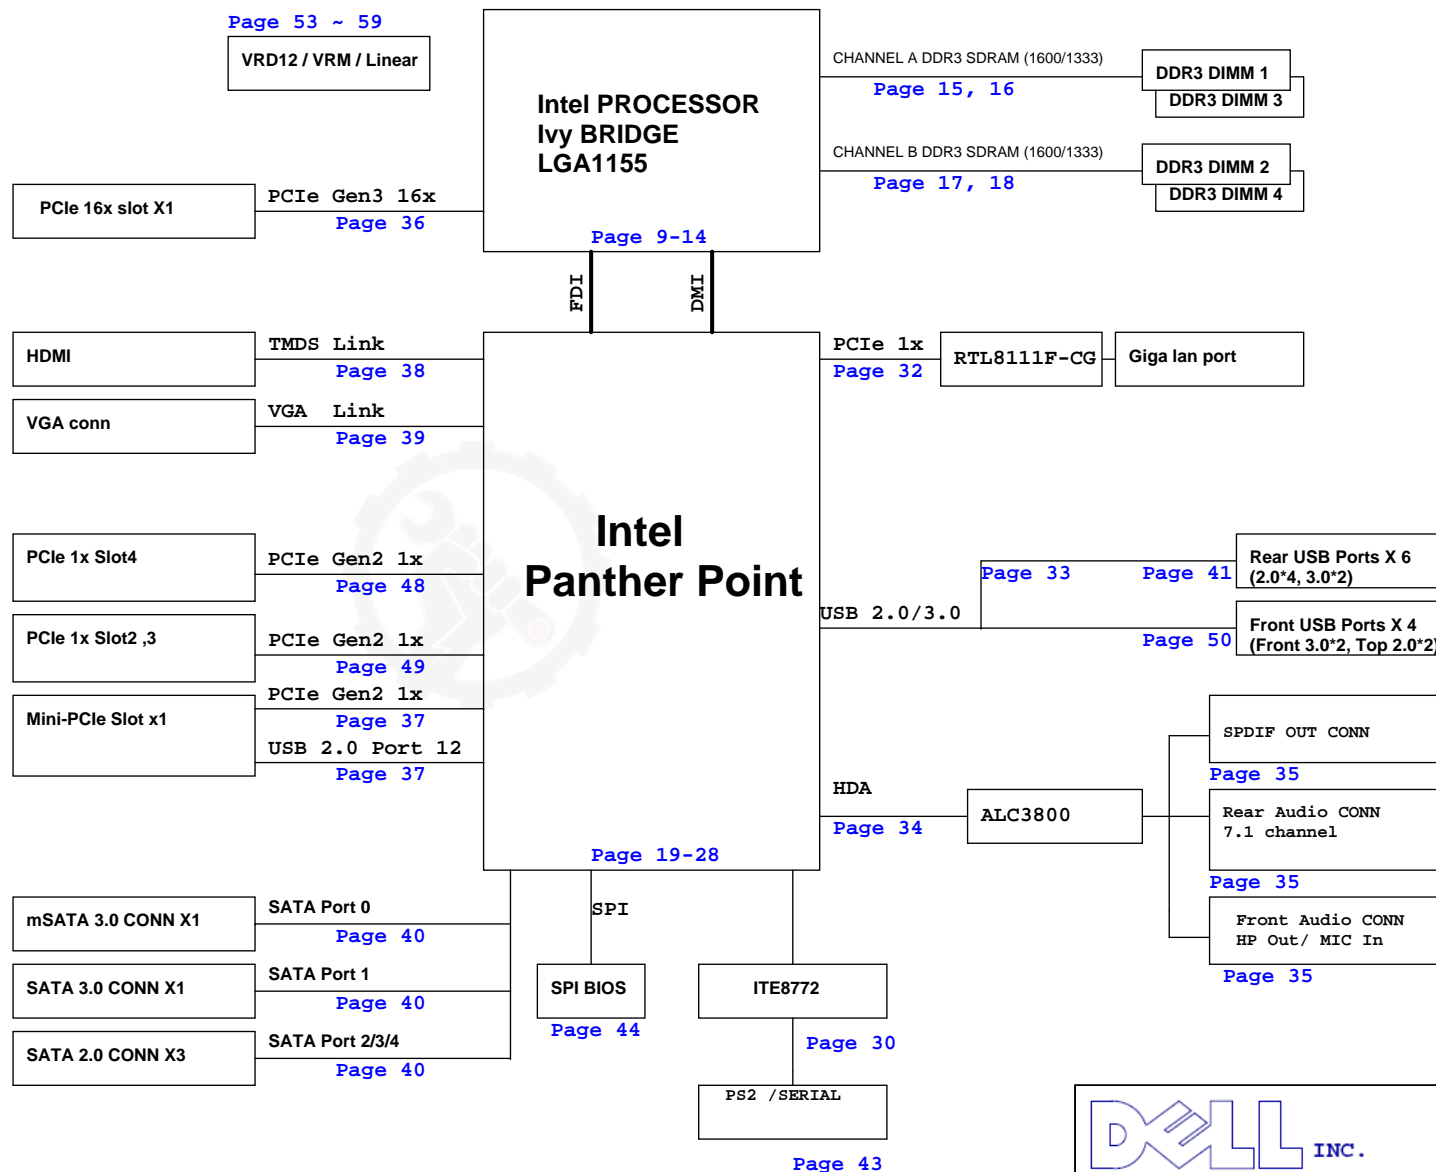 Page 53 ~ 59
VRD12 / VRM / Linear
Intel PROCESSOR
Ivy BRIDGE
LGA1155
Page 9-14
CHANNEL A DDR3 SDRAM (1600/1333)
Page 15, 16
DDR3 DIMM 1
DDR3 DIMM 3
CHANNEL B DDR3 SDRAM (1600/1333)
Page 17, 18
DDR3 DIMM 2
DDR3 DIMM 4
PCIe 16x slot X1
PCIe Gen3 16x
Page 36
FDI
DMI
HDMI
TMDS Link
Page 38
VGA conn
VGA Link
Page 39
PCIe 1x
Page 32
RTL8111F-CG
Giga lan port
Intel
Panther Point
PCIe 1x Slot4
PCIe Gen2 1x
Page 48
PCIe 1x Slot2 ,3
PCIe Gen2 1x
Page 49
Mini-PCIe Slot x1
PCIe Gen2 1x
Page 37
USB 2.0 Port 12
Page 37
USB 2.0/3.0
Page 33
Page 41
Rear USB Ports X 6
(2.0*4, 3.0*2)
Page 50
Front USB Ports X 4
(Front 3.0*2, Top 2.0*2)
HDA
Page 34
ALC3800
SPDIF OUT CONN
Page 35
Rear Audio CONN
7.1 channel
Page 35
Front Audio CONN
HP Out/ MIC In
Page 35
Page 19-28
mSATA 3.0 CONN X1
SATA Port 0
Page 40
SATA 3.0 CONN X1
SATA Port 1
Page 40
SATA 2.0 CONN X3
SATA Port 2/3/4
Page 40
SPI
SPI BIOS
Page 44
ITE8772
Page 30
PS2 /SERIAL
Page 43
DELL INC.